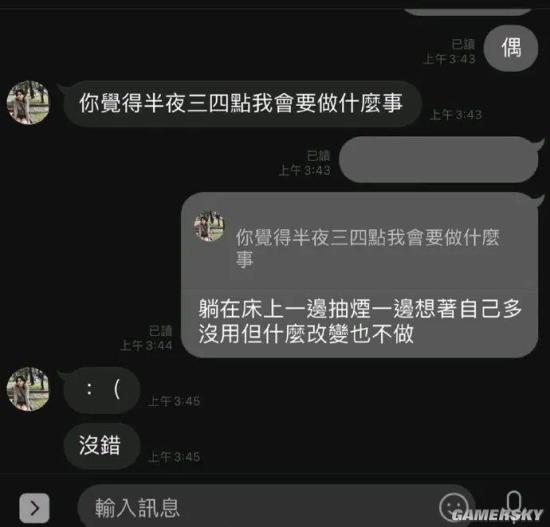 偶
已讀
上午3:43
你覺得半夜三四點我會要做什麼事
上午3:43
已讀
上午3:43
你覺得半夜三四點我會要做什麼
事
躺在床上一邊抽煙一邊想著自己多
沒用但什麼改變也不做
已讀
上午3:44
：（
上午3:45
沒錯
上午3:45
輸入訊息
GAMERSKY